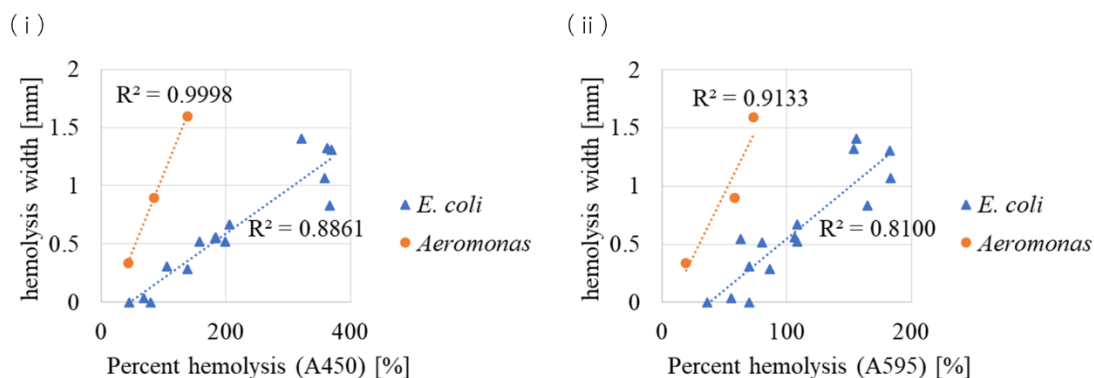 ( i )
hemolysis width [mm]
2
1.5
1
0.5
0
R² = 0.9998
R² = 0.8861
0 200 400
Percent hemolysis (A450) [%]
E. coli
Aeromonas
( ii )
hemolysis width [mm]
2
1.5
1
0.5
0
R² = 0.9133
R² = 0.8100
0 100 200
Percent hemolysis (A595) [%]
E. coli
Aeromonas